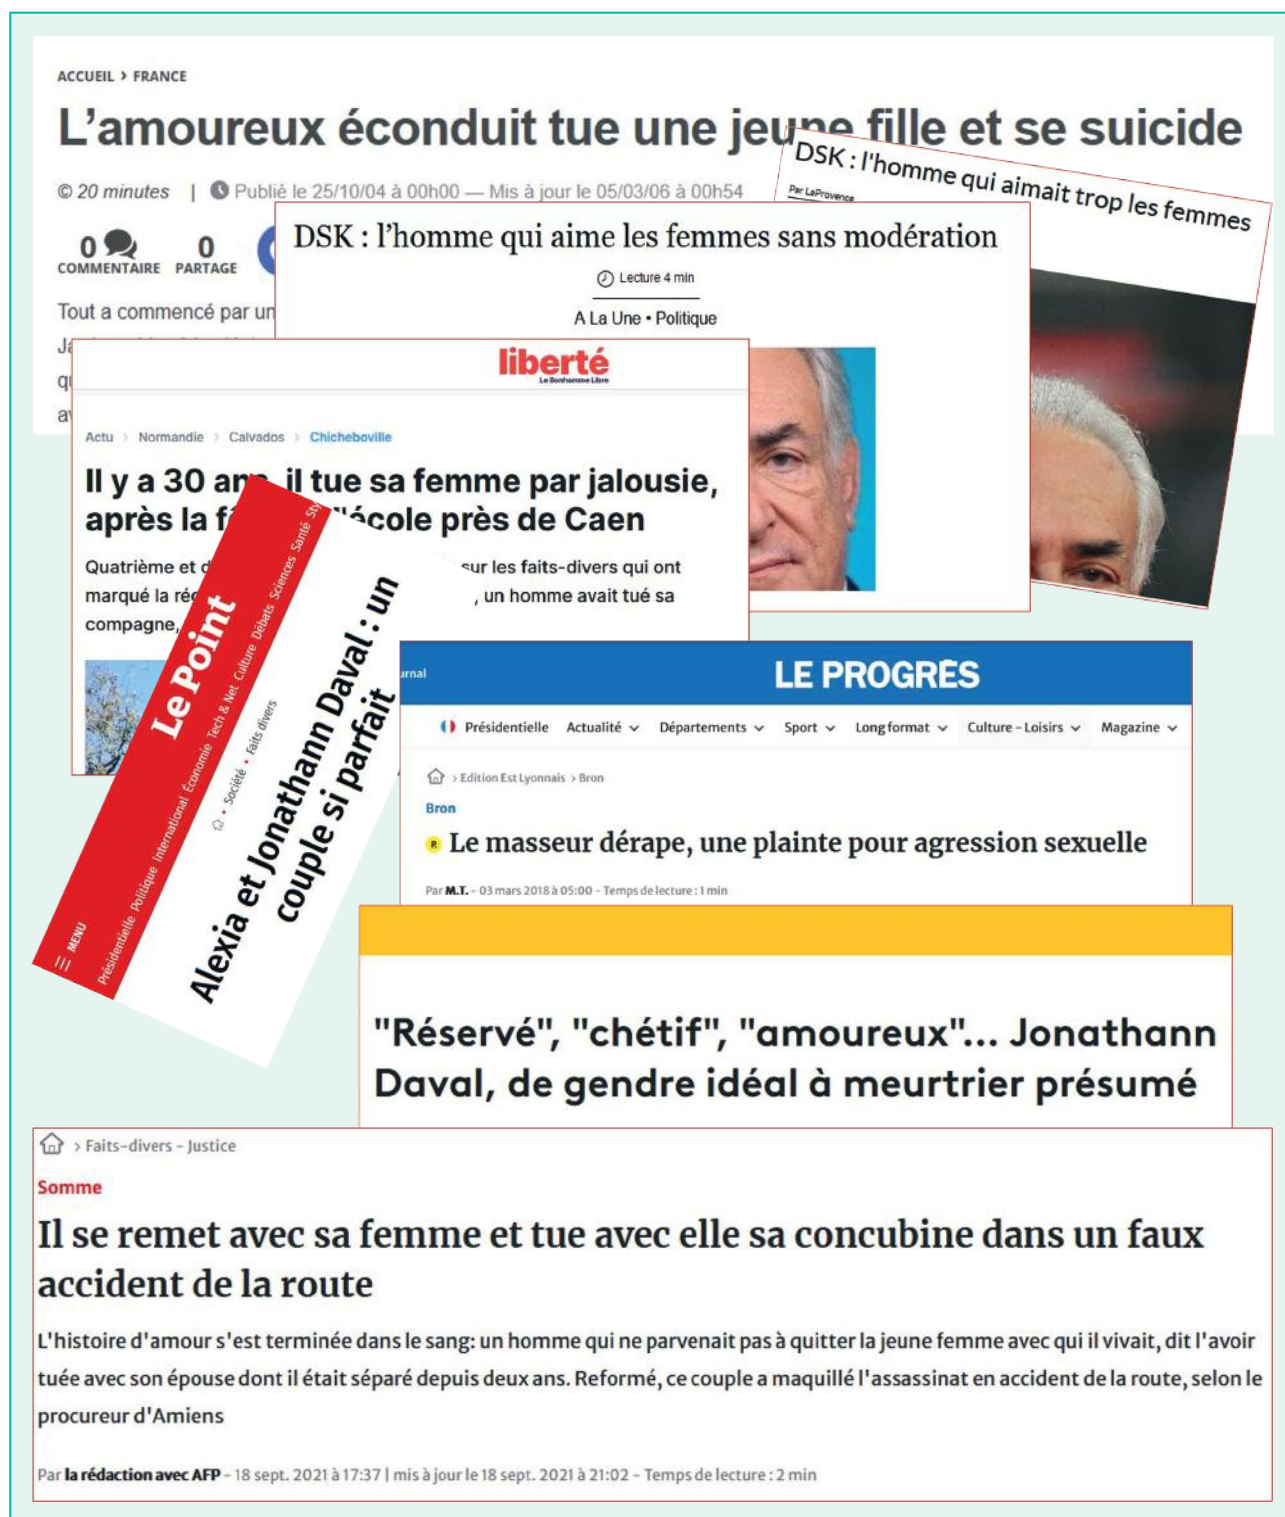 ACCUEIL > FRANCE
L'amoureux éconduit tue une jeune fille et se suicide
© 20 minutes | Publié le 25/10/04 à 00h00 — Mis à jour le 05/03/06 à 00h54
0 0
COMMENTAIRE PARTAGE
Tout a commencé par un
DSK : l'homme qui aimait trop les femmes
Par LaProvence
DSK : l'homme qui aime les femmes sans modération
Lecture 4 min
A La Une • Politique
liberté
Le Bonhomme Libre
Actu > Normandie > Calvados > Chicheboville
Il y a 30 ans, il tue sa femme par jalousie,
après la l'école près de Caen
Quatrième et sur les faits-divers qui ont
marqué la , un homme avait tué sa
compagne,
MENU
Le Point
Présidentielle Politique International Économie Tech & Net Culture Débats Sciences Santé
• Société • Faits divers
Alexia et Jonathann Daval : un
couple si parfait
LE PROGRÈS
Présidentielle Actualité Départements Sport Long format Culture – Loisirs Magazine
> Edition Est Lyonnais > Bron
Bron
Le masseur dérape, une plainte pour agression sexuelle
Par M.T. - 03 mars 2018 à 05:00 - Temps de lecture : 1 min
"Réservé", "chétif", "amoureux"... Jonathann
Daval, de gendre idéal à meurtrier présumé
> Faits-divers - Justice
Somme
Il se remet avec sa femme et tue avec elle sa concubine dans un faux
accident de la route
L'histoire d'amour s'est terminée dans le sang: un homme qui ne parvenait pas à quitter la jeune femme avec qui il vivait, dit l'avoir
tuée avec son épouse dont il était séparé depuis deux ans. Reformé, ce couple a maquillé l'assassinat en accident de la route, selon le
procureur d'Amiens
Par la rédaction avec AFP - 18 sept. 2021 à 17:37 | mis à jour le 18 sept. 2021 à 21:02 - Temps de lecture : 2 min